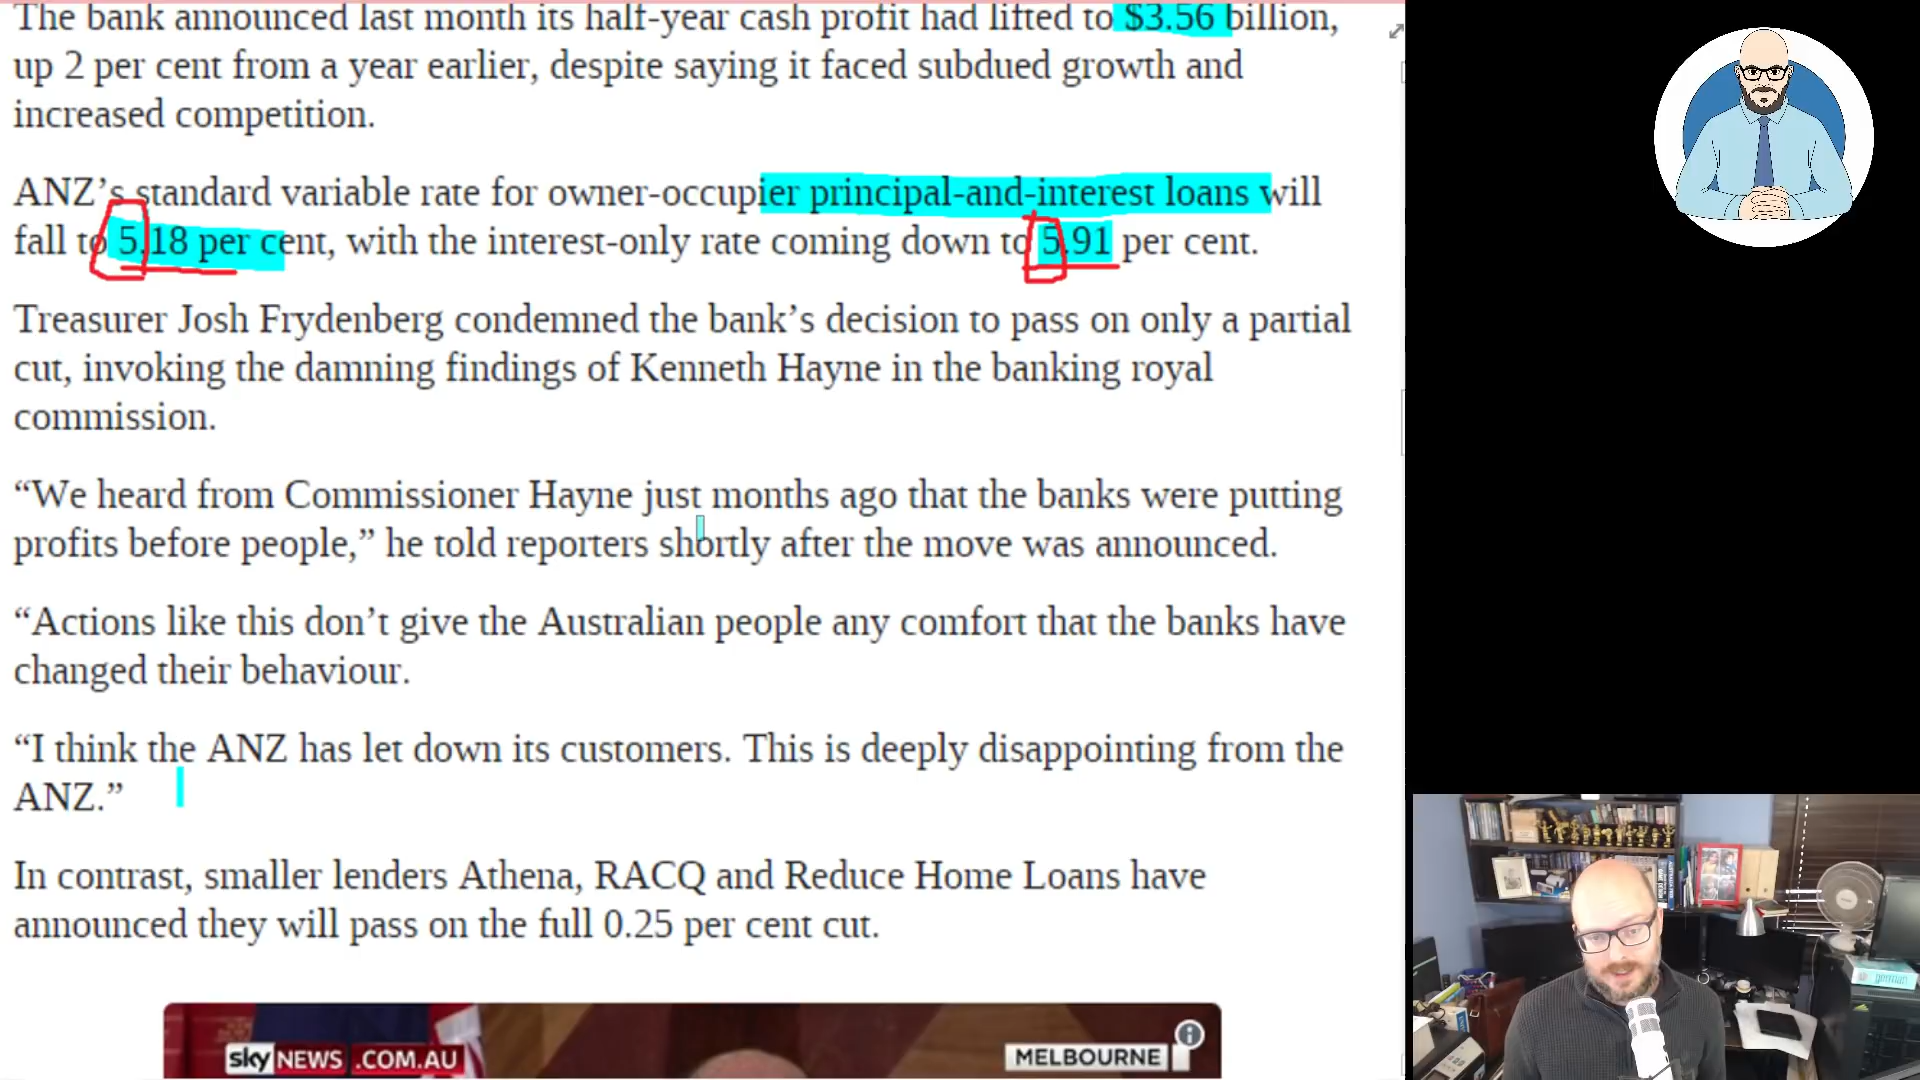 The bank announced last month its half-year cash profit had lifted to $3.56 billion,
up 2 per cent from a year earlier, despite saying it faced subdued growth and
increased competition.
ANZ’s standard variable rate for owner-occupier principal-and-interest loans will
fall to 5.18 per cent, with the interest-only rate coming down to 5.91 per cent.
Treasurer Josh Frydenberg condemned the bank’s decision to pass on only a partial
cut, invoking the damning findings of Kenneth Hayne in the banking royal
commission.
“We heard from Commissioner Hayne just months ago that the banks were putting
profits before people,” he told reporters shortly after the move was announced.
“Actions like this don’t give the Australian people any comfort that the banks have
changed their behaviour.
“I think the ANZ has let down its customers. This is deeply disappointing from the
ANZ.”
In contrast, smaller lenders Athena, RACQ and Reduce Home Loans have
announced they will pass on the full 0.25 per cent cut.
sky NEWS .COM.AU
MELBOURNE
german